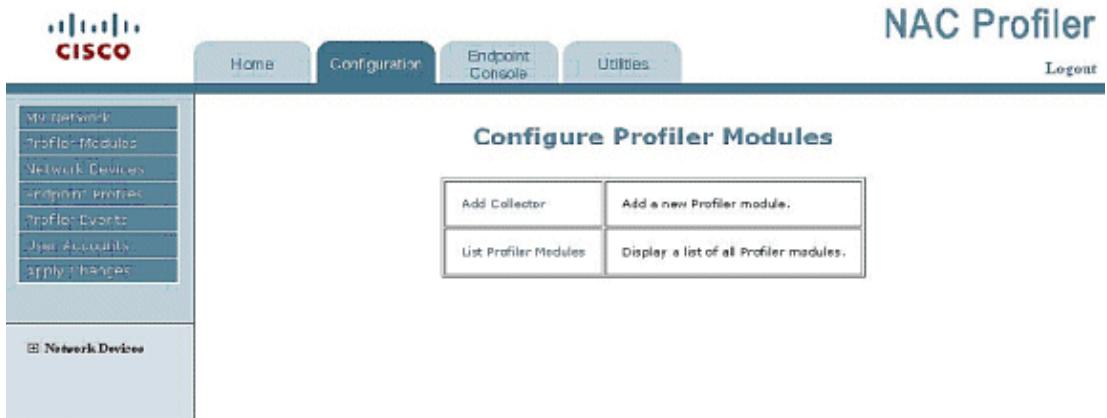 CISCO
NAC Profiler
Home
Configuration
Endpoint
Console
Utilities
Logout
My Network
Profiler Modules
Network Devices
Endpoint Profiles
Profiler Events
User Accounts
Apply Changes
Configure Profiler Modules
Add Collector
Add a new Profiler module.
List Profiler Modules
Display a list of all Profiler modules.
Network Devices